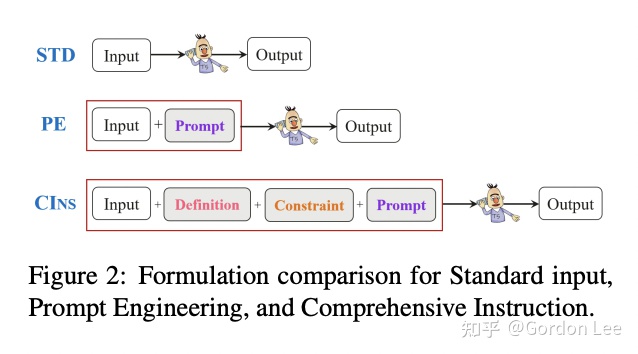 STD Input Output
PE Input + Prompt Output
CINS Input + Definition + Constraint + Prompt Output
Figure 2: Formulation comparison for Standard input,
Prompt Engineering, and Comprehensive Instruction.
知乎 @Gordon Lee